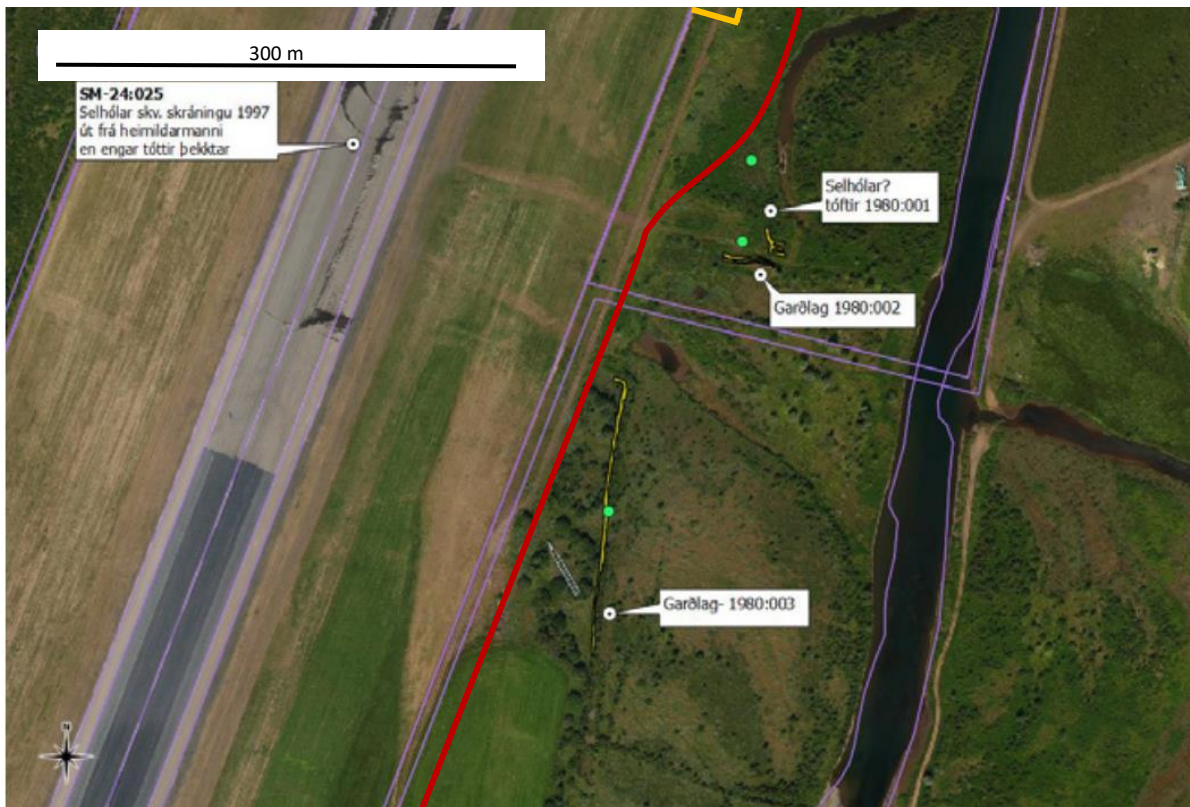 300 m
SM-24:025
Selhólar skv. skráningu 1997
út frá heimildarmanni
en engar tóttir þekktar
Selhólar?
tóftir 1980:001
Garðlag 1980:002
Garðlag- 1980:003
N